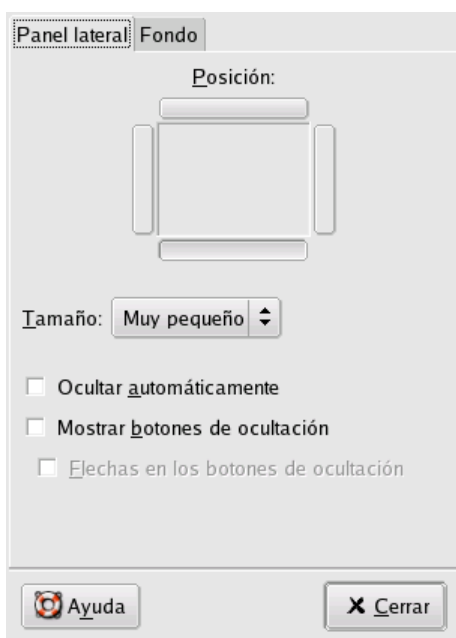 Panel lateral Fondo
Posición:
Tamaño: Muy pequeño
Ocultar automáticamente
Mostrar botones de ocultación
Flechas en los botones de ocultación
Ayuda Cerrar